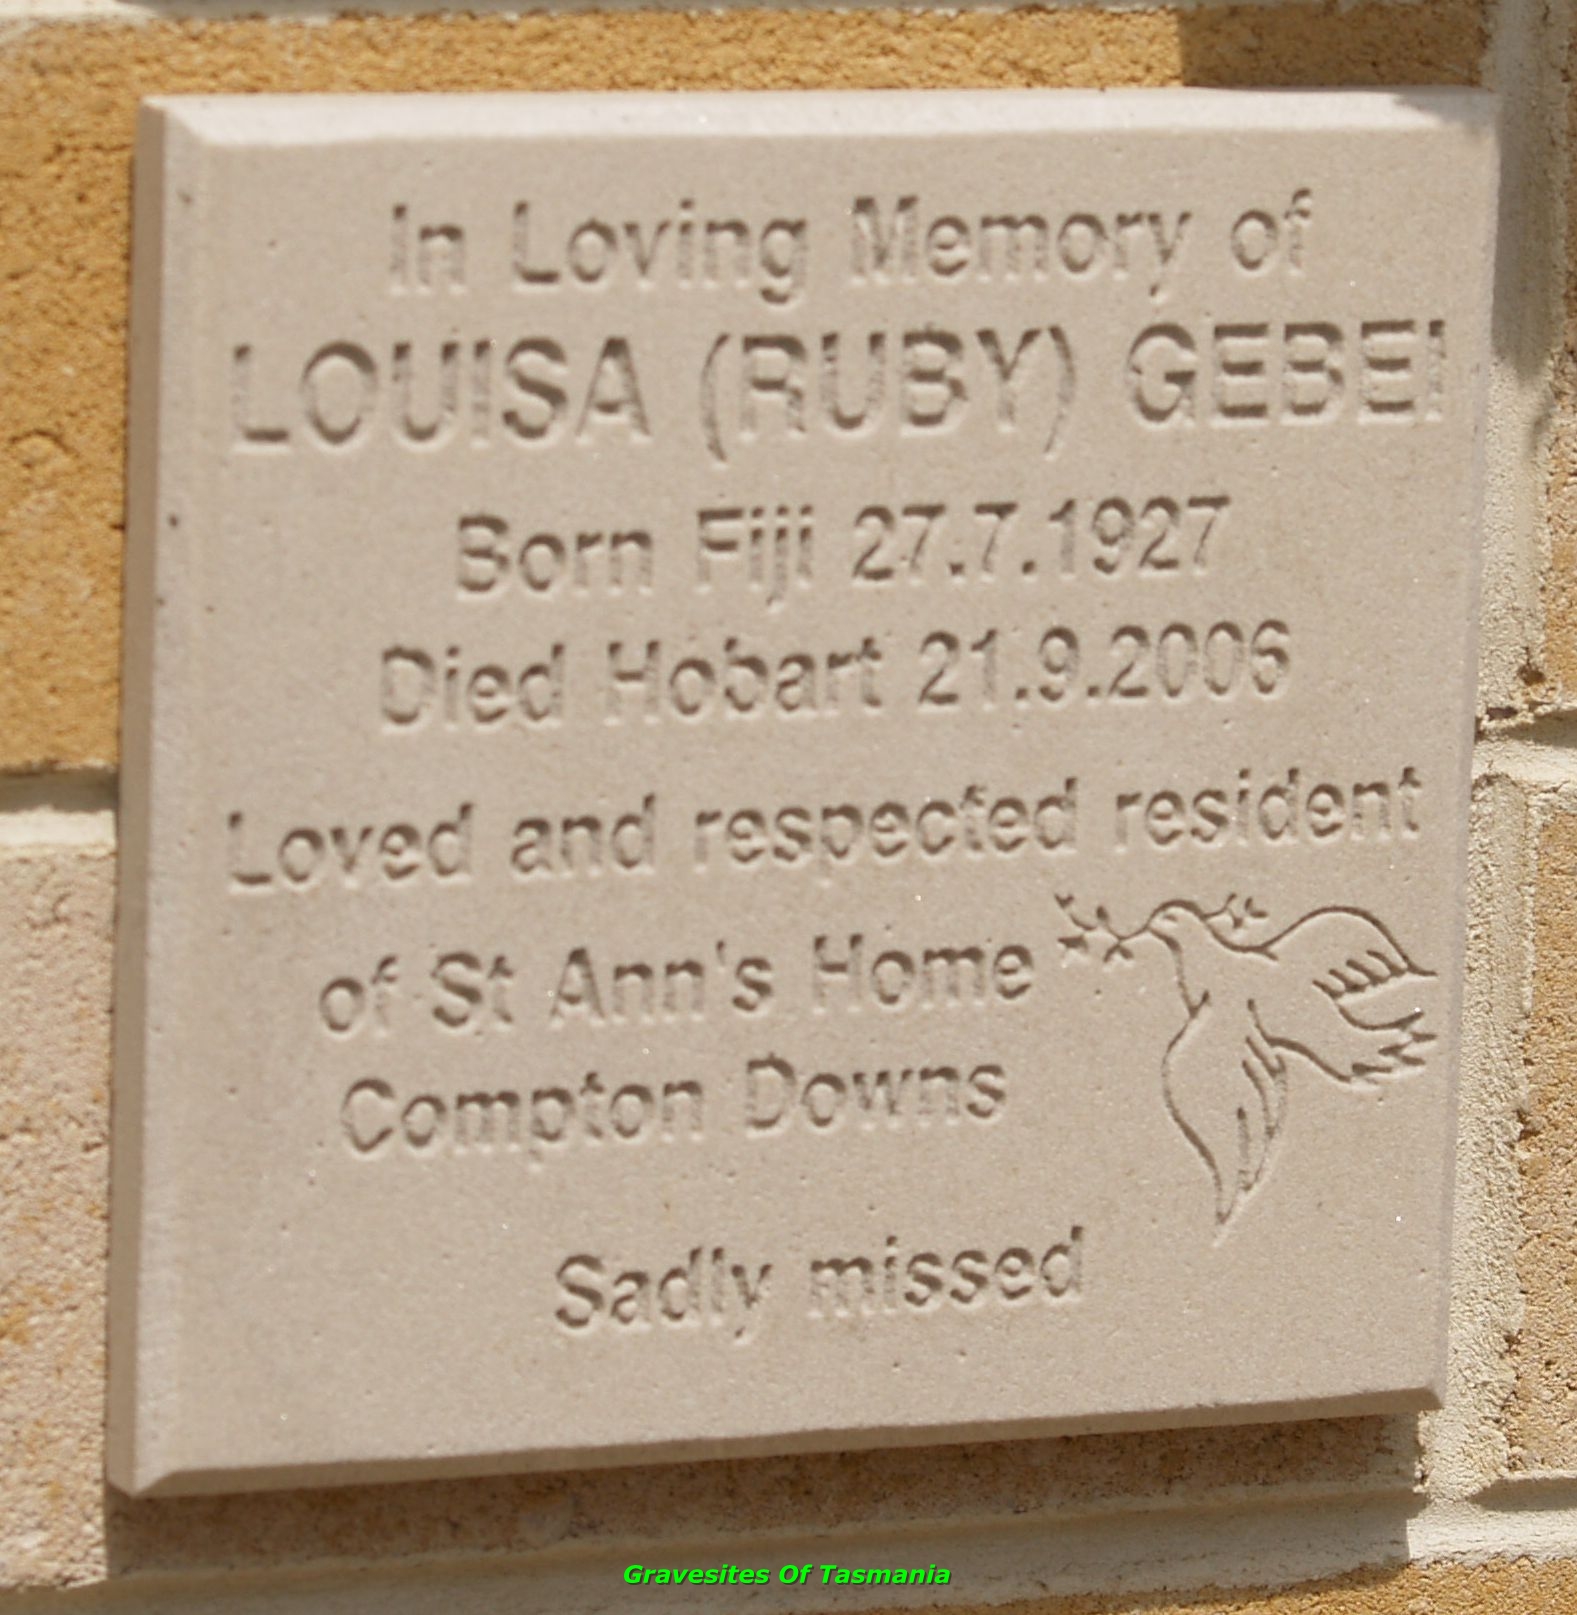 In Loving Memory of
LOUISA (RUBY) GEBEI
Born Fiji 27.7.1927
Died Hobart 21.9.2006
Loved and respected resident
of St Ann's Home
Compton Downs
Sadly missed
Gravesites Of Tasmania